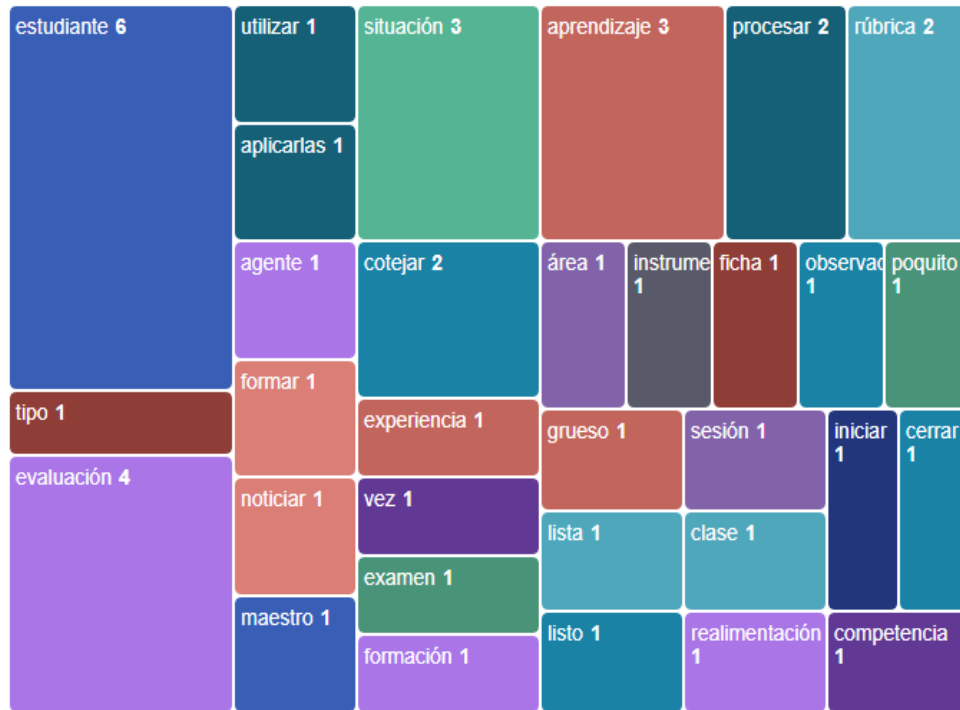 estudiante 6
utilizar 1
situación 3
aprendizaje 3
procesar 2
rúbrica 2
aplicarlas 1
agente 1
cotejar 2
área 1
instrume
1
ficha 1
observac
1
poquito
1
formar 1
tipo 1
experiencia 1
grueso 1
sesión 1
iniciar
1
cerrar
1
evaluación 4
noticiar 1
vez 1
lista 1
clase 1
examen 1
maestro 1
listo 1
realimentación
1
competencia
1
formación 1